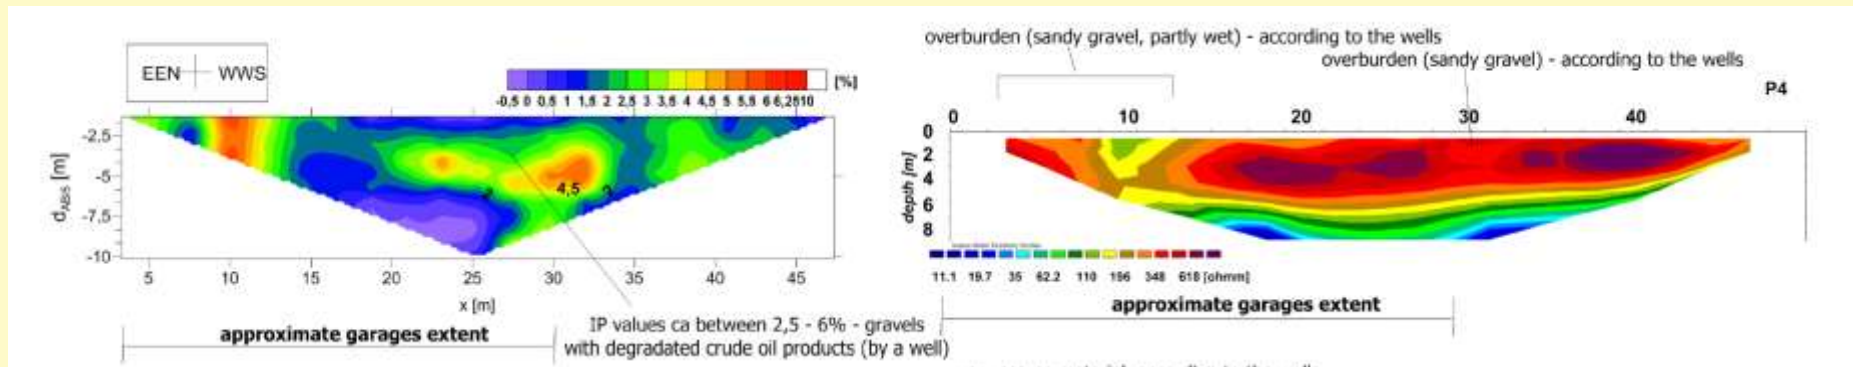 EEN WWS
[%]
-0,5 0 0,5 1 1,5 2 2,5 3 3,5 4 4,5 5 5,5 6 6,25 10
-2.5
-5
-7.5
-10
d_ABS [m]
4,5
3
5 10 15 20 25 30 35 40 45
x [m]
approximate garages extent
IP values ca between 2,5 - 6% - gravels
with degradated crude oil products (by a well)
overburden (sandy gravel, partly wet) - according to the wells
overburden (sandy gravel) - according to the wells
P4
0 10 20 30 40
0
2
4
6
8
depth [m]
11.1 19.7 35 62.2 110 196 348 618 [ohmm]
approximate garages extent